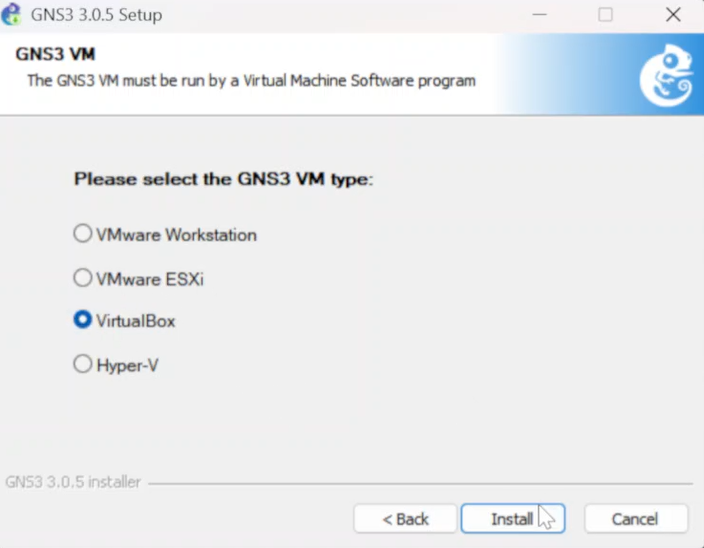 GNS3 3.0.5 Setup
GNS3 VM
The GNS3 VM must be run by a Virtual Machine Software program
Please select the GNS3 VM type:
VMware Workstation
VMware ESXi
VirtualBox
Hyper-V
GNS3 3.0.5 installer
< Back
Install
Cancel